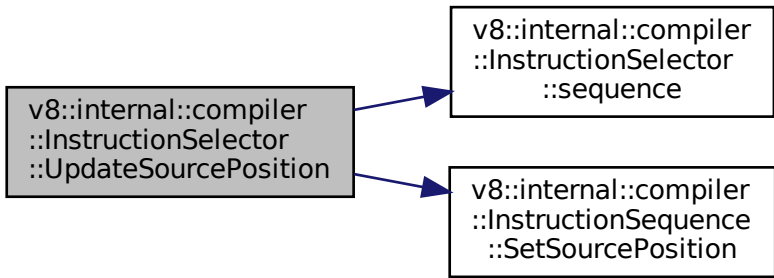 v8::internal::compiler
::InstructionSelector
::UpdateSourcePosition
v8::internal::compiler
::InstructionSelector
::sequence
v8::internal::compiler
::InstructionSequence
::SetSourcePosition